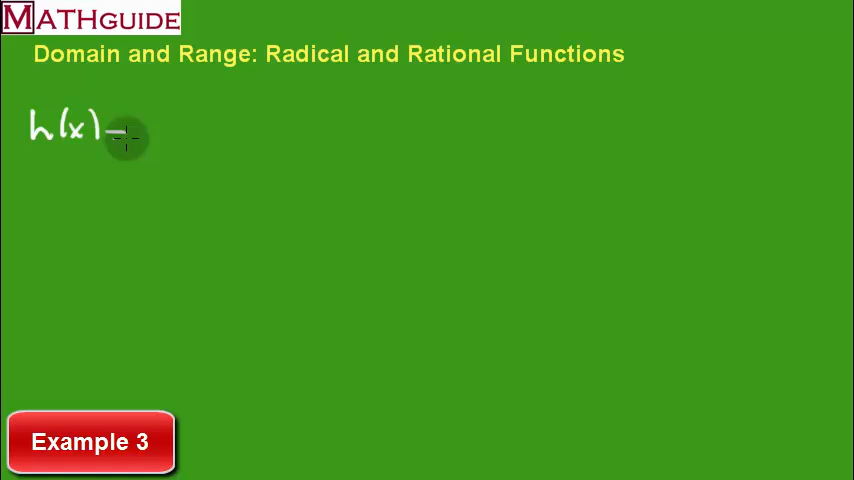 MATHGUIDE
Domain and Range: Radical and Rational Functions
h(x) =
Example 3